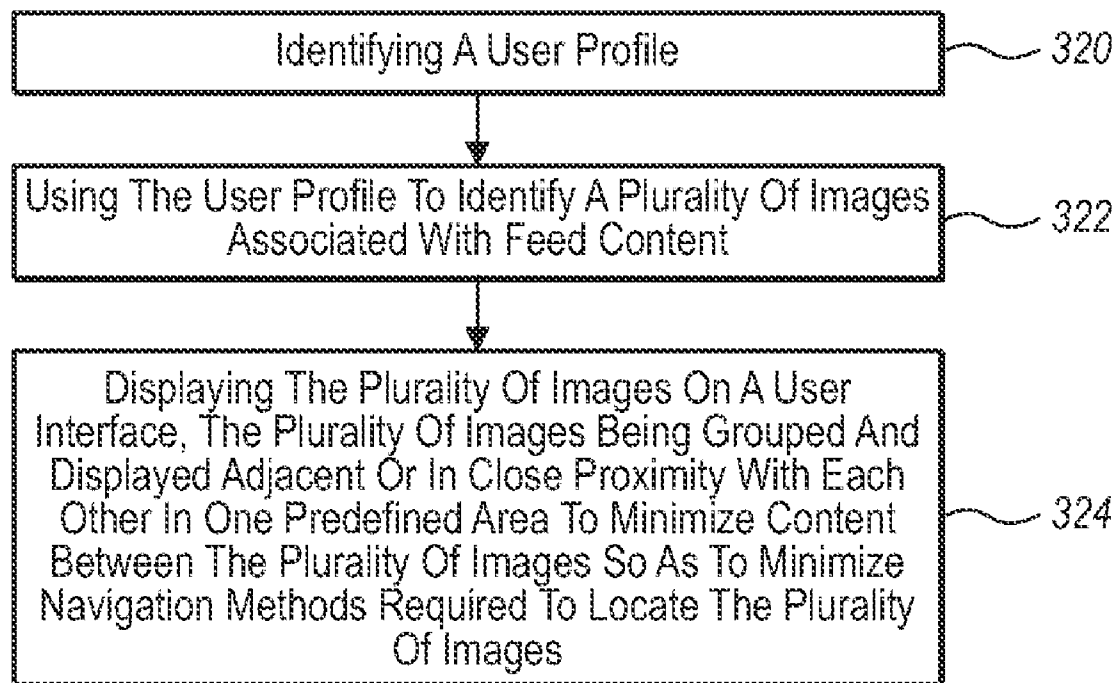 Identifying A User Profile
320
Using The User Profile To Identify A Plurality Of Images
Associated With Feed Content
322
Displaying The Plurality Of Images On A User
Interface, The Plurality Of Images Being Grouped And
Displayed Adjacent Or In Close Proximity With Each
Other In One Predefined Area To Minimize Content
Between The Plurality Of Images So As To Minimize
Navigation Methods Required To Locate The Plurality
Of Images
324